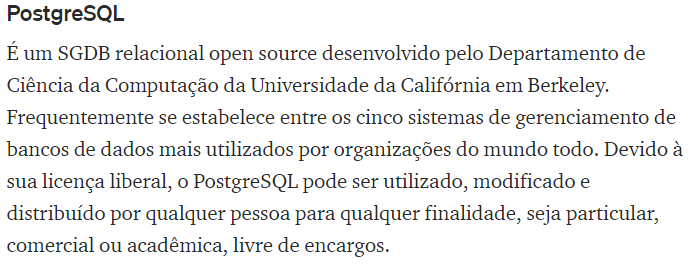 PostgreSQL
É um SGDB relacional open source desenvolvido pelo Departamento de
Ciência da Computação da Universidade da Califórnia em Berkeley.
Frequentemente se estabelece entre os cinco sistemas de gerenciamento de
bancos de dados mais utilizados por organizações do mundo todo. Devido à
sua licença liberal, o PostgreSQL pode ser utilizado, modificado e
distribuído por qualquer pessoa para qualquer finalidade, seja particular,
comercial ou acadêmica, livre de encargos.